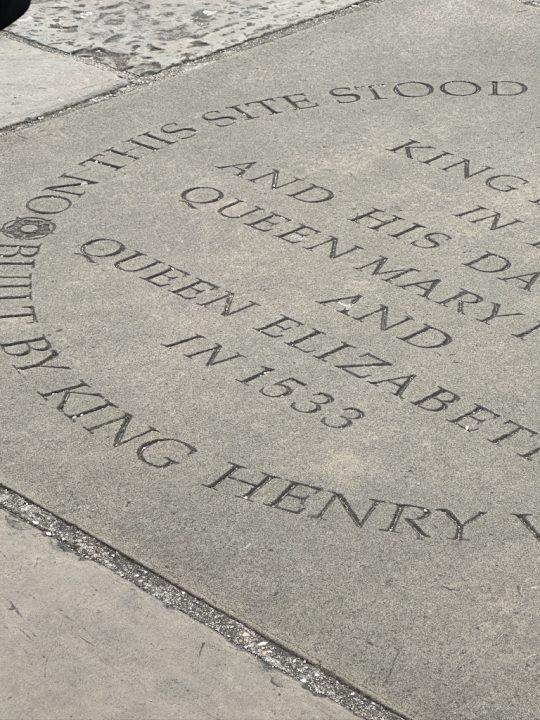 ON THIS SITE STOOD
KING
IN
AND HIS
QUEEN MARY I
AND
QUEEN
IN 1533
BUILT BY KING HENRY